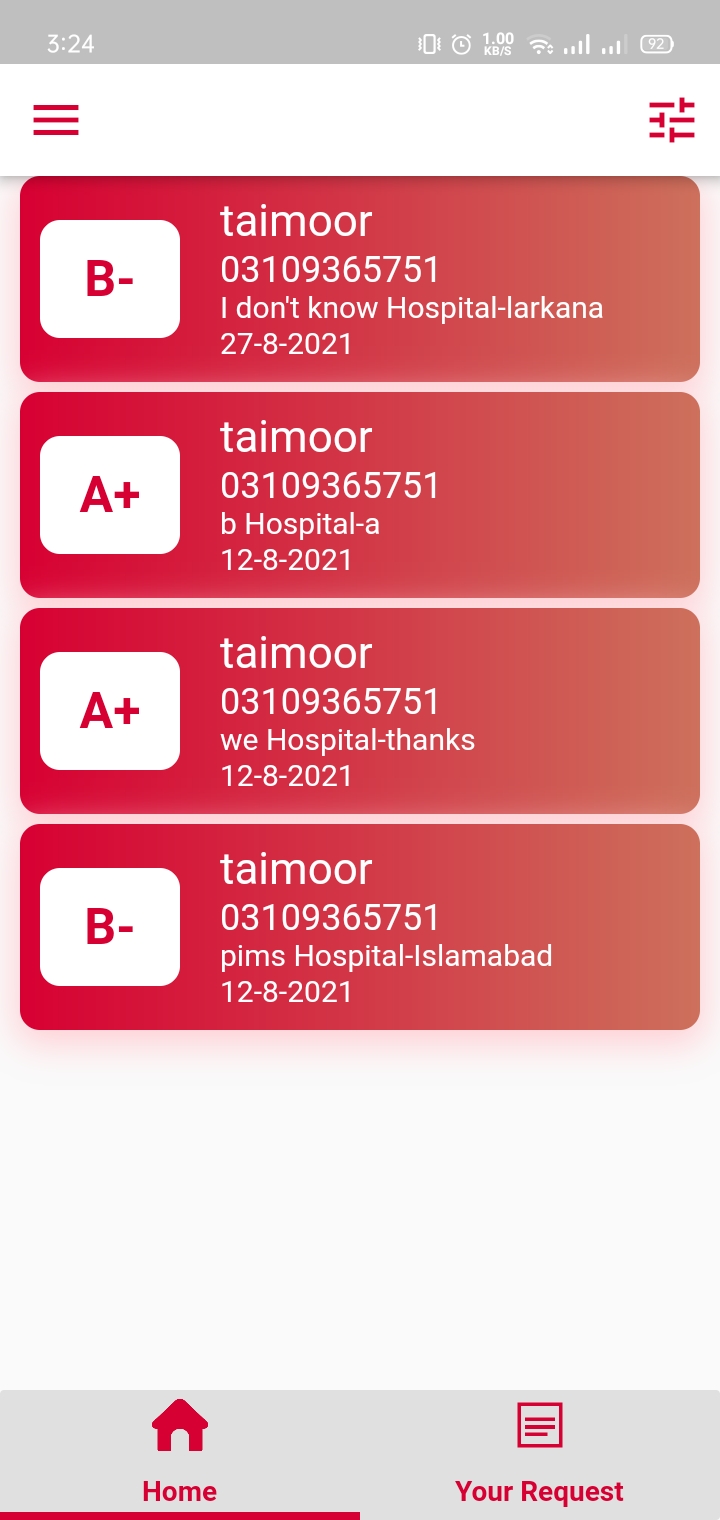 3:24
1.00
KB/S
92
B-
taimoor
03109365751
I don't know Hospital-larkana
27-8-2021
A+
taimoor
03109365751
b Hospital-a
12-8-2021
A+
taimoor
03109365751
we Hospital-thanks
12-8-2021
B-
taimoor
03109365751
pims Hospital-Islamabad
12-8-2021
Home
Your Request